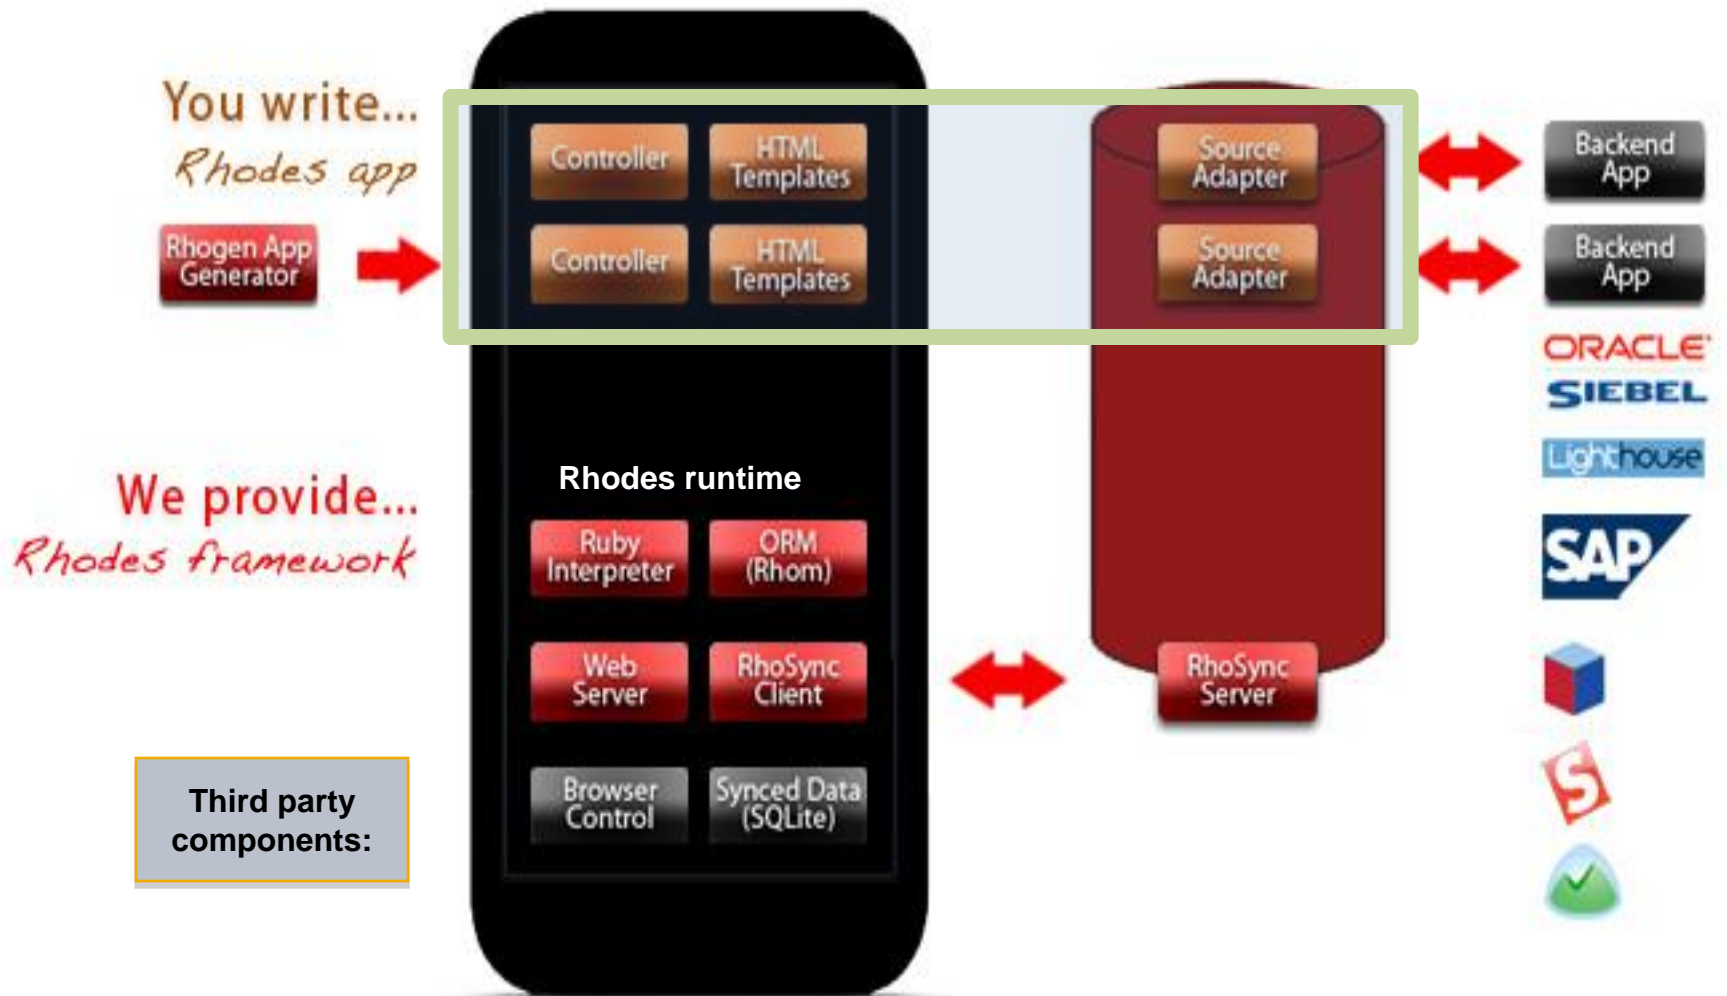 You write...
Rhodes app
Rhogen App
Generator
Controller
HTML
Templates
Controller
HTML
Templates
Source
Adapter
Source
Adapter
Backend
App
Backend
App
ORACLE
SIEBEL
Lighthouse
SAP
S
We provide...
Rhodes framework
Rhodes runtime
Ruby
Interpreter
ORM
(Rhom)
Web
Server
RhoSync
Client
RhoSync
Server
Third party
components:
Browser
Control
Synced Data
(SQLite)